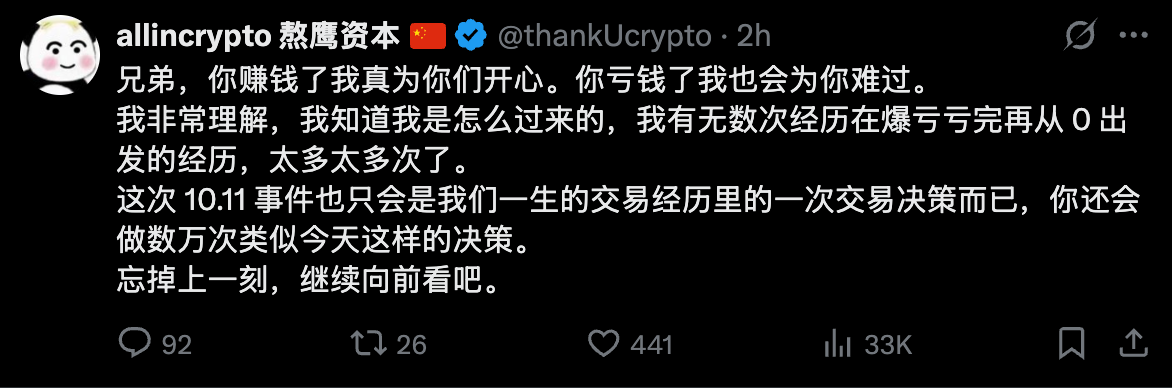 allincrypto 熬鹰资本 🇨🇳 @thankUcrypto · 2h
兄弟，你赚钱了我真为你们开心。你亏钱了我也会为你难过。
我非常理解，我知道我是怎么过来的，我有无数次经历在爆亏亏完再从 0 出
发的经历，太多太多次了。
这次 10.11 事件也只会是我们一生的交易经历里的一次交易决策而已，你还会
做数万次类似今天这样的决策。
忘掉上一刻，继续向前看吧。
92 26 441 33K